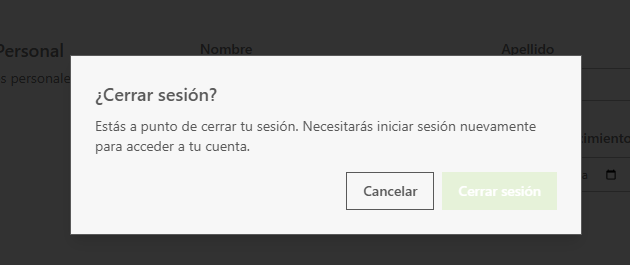 Personal
Nombre
Apellido
s personale
¿Cerrar sesión?
Estás a punto de cerrar tu sesión. Necesitarás iniciar sesión nuevamente
para acceder a tu cuenta.
cimiento
a
Cancelar
Cerrar sesión